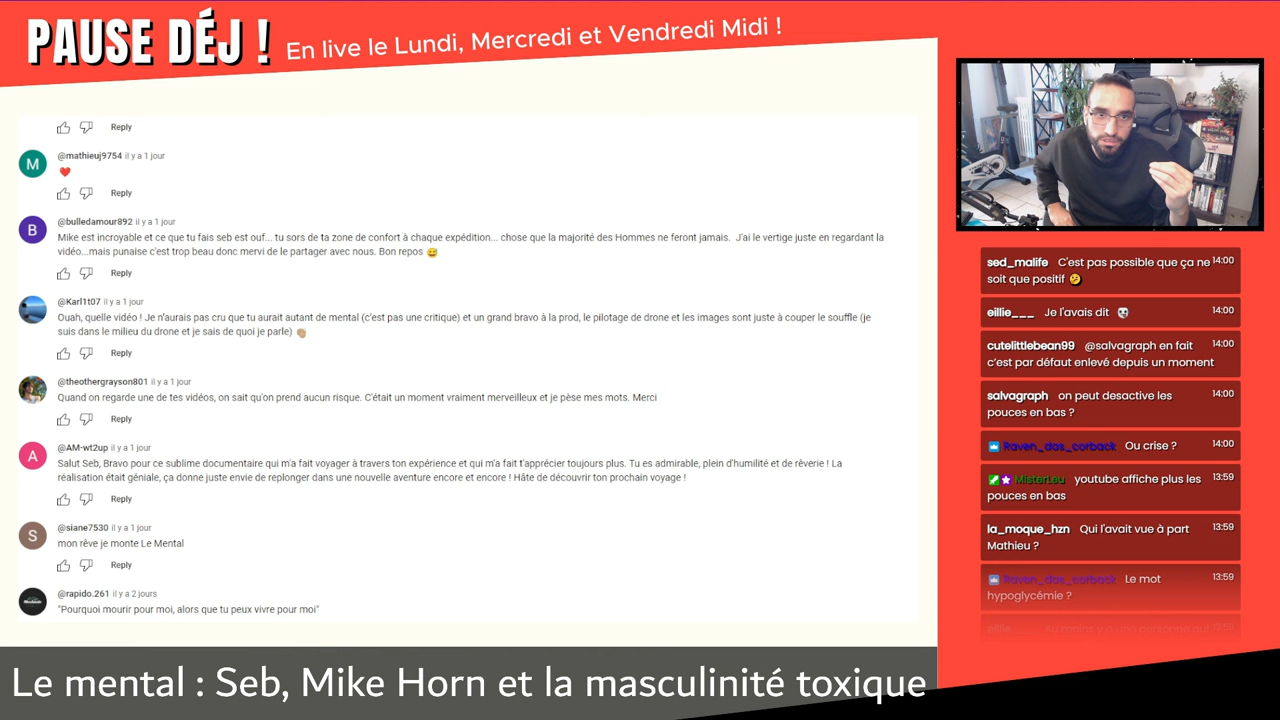 PAUSE DÉJ !
En live le Lundi, Mercredi et Vendredi Midi !
Reply
M
@mathieuj9754 il y a 1 jour
❤️
Reply
B
@bulledamour892 il y a 1 jour
Mike est incroyable et ce que tu fais seb est ouf... tu sors de ta zone de confort à chaque expédition... chose que la majorité des Hommes ne feront jamais. J'ai le vertige juste en regardant la
vidéo...mais punaise c'est trop beau donc mervi de le partager avec nous. Bon repos 😅
Reply
@Karl1t07 il y a 1 jour
Ouah, quelle vidéo ! Je n'aurais pas cru que tu aurait autant de mental (c'est pas une critique) et un grand bravo à la prod, le pilotage de drone et les images sont juste à couper le souffle (je
suis dans le milieu du drone et je sais de quoi je parle) 👏🏼
Reply
@theothergrayson801 il y a 1 jour
Quand on regarde une de tes vidéos, on sait qu'on prend aucun risque. C'était un moment vraiment merveilleux et je pèse mes mots. Merci
Reply
A
@AM-wt2up il y a 1 jour
Salut Seb, Bravo pour ce sublime documentaire qui m'a fait voyager à travers ton expérience et qui m'a fait t'apprécier toujours plus. Tu es admirable, plein d'humilité et de rêverie ! La
réalisation était géniale, ça donne juste envie de replonger dans une nouvelle aventure encore et encore ! Hâte de découvrir ton prochain voyage !
Reply
S
@siane7530 il y a 1 jour
mon rêve je monte Le Mental
Reply
@rapido.261 il y a 2 jours
"Pourquoi mourir pour moi, alors que tu peux vivre pour moi"
sed_malife C'est pas possible que ça ne 14:00
soit que positif 🤔
eillie___ Je l'avais dit 14:00
cutelittlebean99 @salvagraph en fait 14:00
c'est par défaut enlevé depuis un moment
salvagraph on peut desactive les 14:00
pouces en bas ?
Raven_das_corback Ou crise ? 14:00
MisterLeu youtube affiche plus les 13:59
pouces en bas
la_moque_hzn Qui l'avait vue à part 13:59
Mathieu ?
Raven_das_corback Le mot 13:59
hypoglycémie ?
Le mental : Seb, Mike Horn et la masculinité toxique